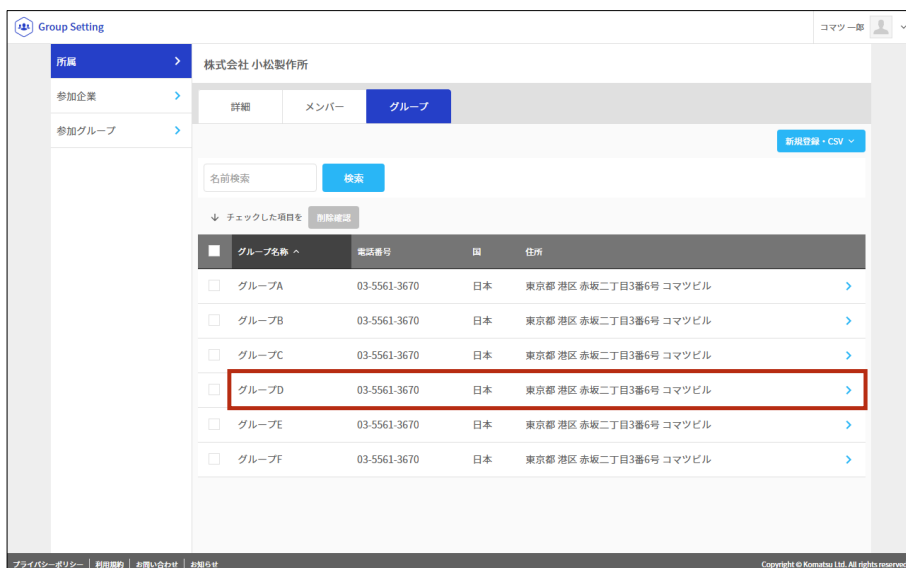 Group Setting
コマツ 一郎
所属
参加企業
参加グループ
株式会社 小松製作所
詳細 メンバー グループ
新規登録・CSV
名前検索 検索
チェックした項目を 削除確認
グループ名称 電話番号 国 住所
グループA 03-5561-3670 日本 東京都 港区 赤坂二丁目3番6号 コマツビル
グループB 03-5561-3670 日本 東京都 港区 赤坂二丁目3番6号 コマツビル
グループC 03-5561-3670 日本 東京都 港区 赤坂二丁目3番6号 コマツビル
グループD 03-5561-3670 日本 東京都 港区 赤坂二丁目3番6号 コマツビル
グループE 03-5561-3670 日本 東京都 港区 赤坂二丁目3番6号 コマツビル
グループF 03-5561-3670 日本 東京都 港区 赤坂二丁目3番6号 コマツビル
プライバシーポリシー 利用規約 お問い合わせ お知らせ Copyright © Komatsu Ltd. All rights reserved